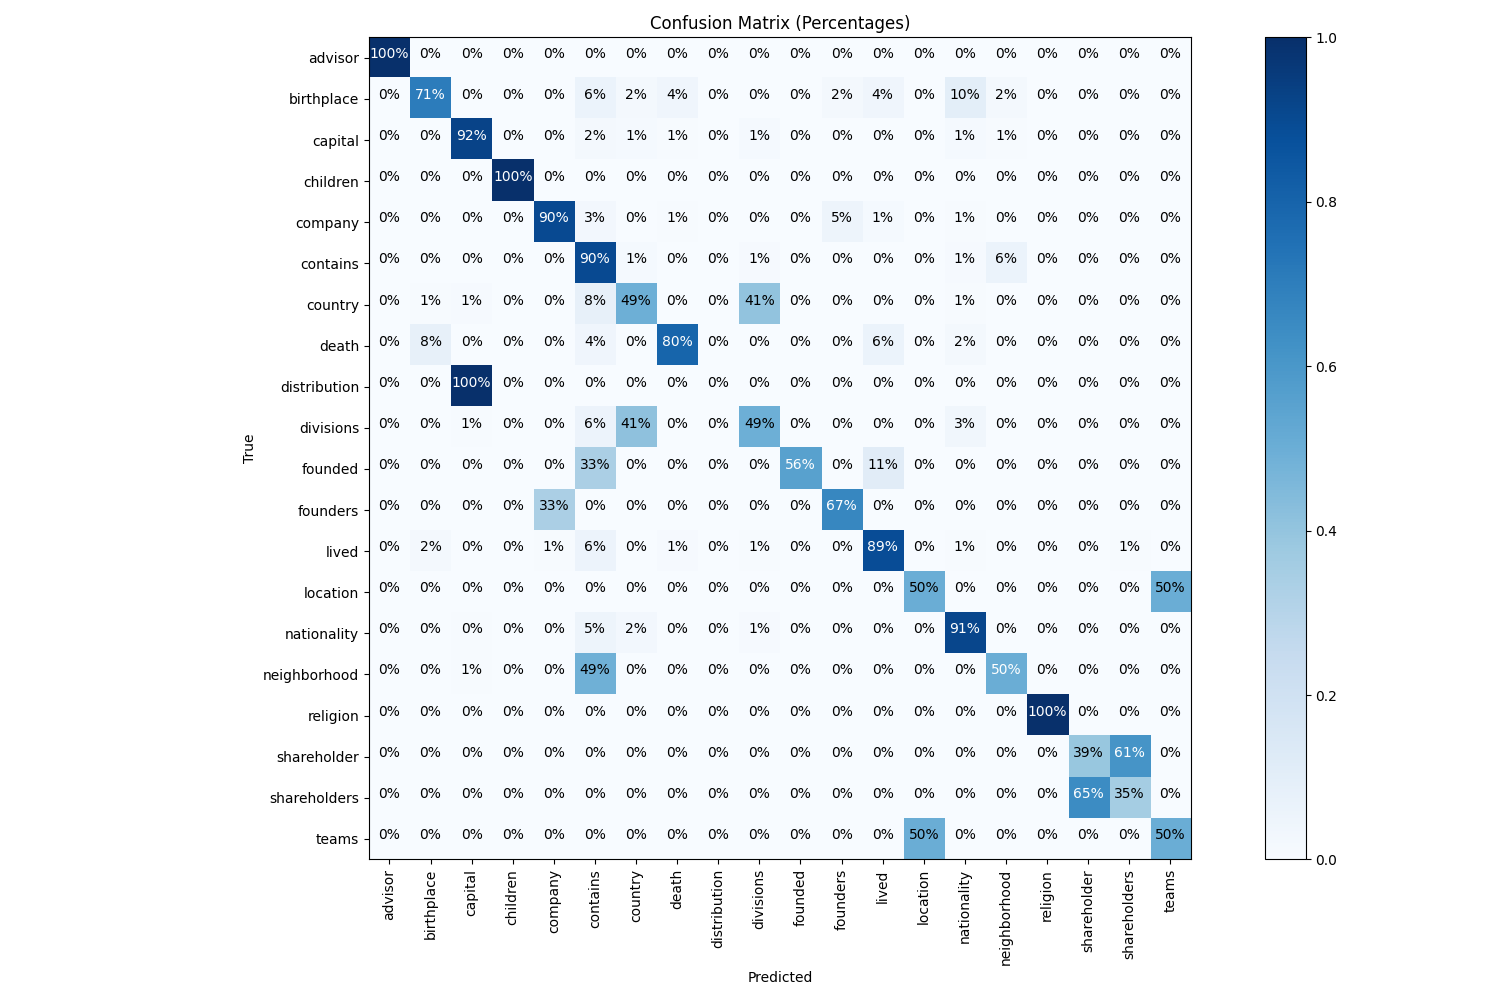 Confusion Matrix (Percentages)
advisor 100% 0% 0% 0% 0% 0% 0% 0% 0% 0% 0% 0% 0% 0% 0% 0% 0% 0% 0% 0%
birthplace 0% 71% 0% 0% 0% 6% 2% 4% 0% 0% 0% 2% 4% 0% 10% 2% 0% 0% 0% 0%
capital 0% 0% 92% 0% 0% 2% 1% 1% 0% 1% 0% 0% 0% 0% 1% 1% 0% 0% 0% 0%
children 0% 0% 0% 100% 0% 0% 0% 0% 0% 0% 0% 0% 0% 0% 0% 0% 0% 0% 0% 0%
company 0% 0% 0% 0% 90% 3% 0% 1% 0% 0% 0% 5% 1% 0% 1% 0% 0% 0% 0% 0%
contains 0% 0% 0% 0% 0% 90% 1% 0% 0% 1% 0% 0% 0% 0% 1% 6% 0% 0% 0% 0%
country 0% 1% 1% 0% 0% 8% 49% 0% 0% 41% 0% 0% 0% 0% 1% 0% 0% 0% 0% 0%
death 0% 8% 0% 0% 0% 4% 0% 80% 0% 0% 0% 0% 6% 0% 2% 0% 0% 0% 0% 0%
distribution 0% 0% 100% 0% 0% 0% 0% 0% 0% 0% 0% 0% 0% 0% 0% 0% 0% 0% 0% 0%
divisions 0% 0% 1% 0% 0% 6% 41% 0% 0% 49% 0% 0% 0% 0% 3% 0% 0% 0% 0% 0%
founded 0% 0% 0% 0% 0% 33% 0% 0% 0% 0% 56% 0% 11% 0% 0% 0% 0% 0% 0% 0%
founders 0% 0% 0% 0% 33% 0% 0% 0% 0% 0% 0% 67% 0% 0% 0% 0% 0% 0% 0% 0%
lived 0% 2% 0% 0% 1% 6% 0% 1% 0% 1% 0% 0% 89% 0% 1% 0% 0% 0% 1% 0%
location 0% 0% 0% 0% 0% 0% 0% 0% 0% 0% 0% 0% 0% 50% 0% 0% 0% 0% 0% 50%
nationality 0% 0% 0% 0% 0% 5% 2% 0% 0% 1% 0% 0% 0% 0% 91% 0% 0% 0% 0% 0%
neighborhood 0% 0% 1% 0% 0% 49% 0% 0% 0% 0% 0% 0% 0% 0% 0% 50% 0% 0% 0% 0%
religion 0% 0% 0% 0% 0% 0% 0% 0% 0% 0% 0% 0% 0% 0% 0% 0% 100% 0% 0% 0%
shareholder 0% 0% 0% 0% 0% 0% 0% 0% 0% 0% 0% 0% 0% 0% 0% 0% 0% 39% 61% 0%
shareholders 0% 0% 0% 0% 0% 0% 0% 0% 0% 0% 0% 0% 0% 0% 0% 0% 0% 65% 35% 0%
teams 0% 0% 0% 0% 0% 0% 0% 0% 0% 0% 0% 0% 0% 50% 0% 0% 0% 0% 0% 50%
True
advisor birthplace capital children company contains country death distribution divisions founded founders lived location nationality neighborhood religion shareholder shareholders teams
Predicted
1.0
0.8
0.6
0.4
0.2
0.0